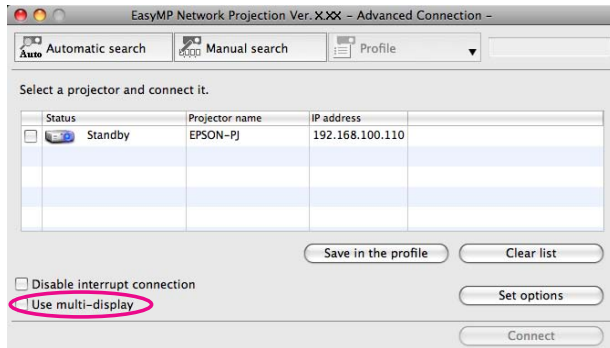 EasyMP Network Projection Ver. X.XX – Advanced Connection –
Auto Automatic search Manual search Profile
Select a projector and connect it.
Status Projector name IP address
Standby EPSON-PJ 192.168.100.110
Save in the profile Clear list
Disable interrupt connection
Set options
Use multi-display
Connect